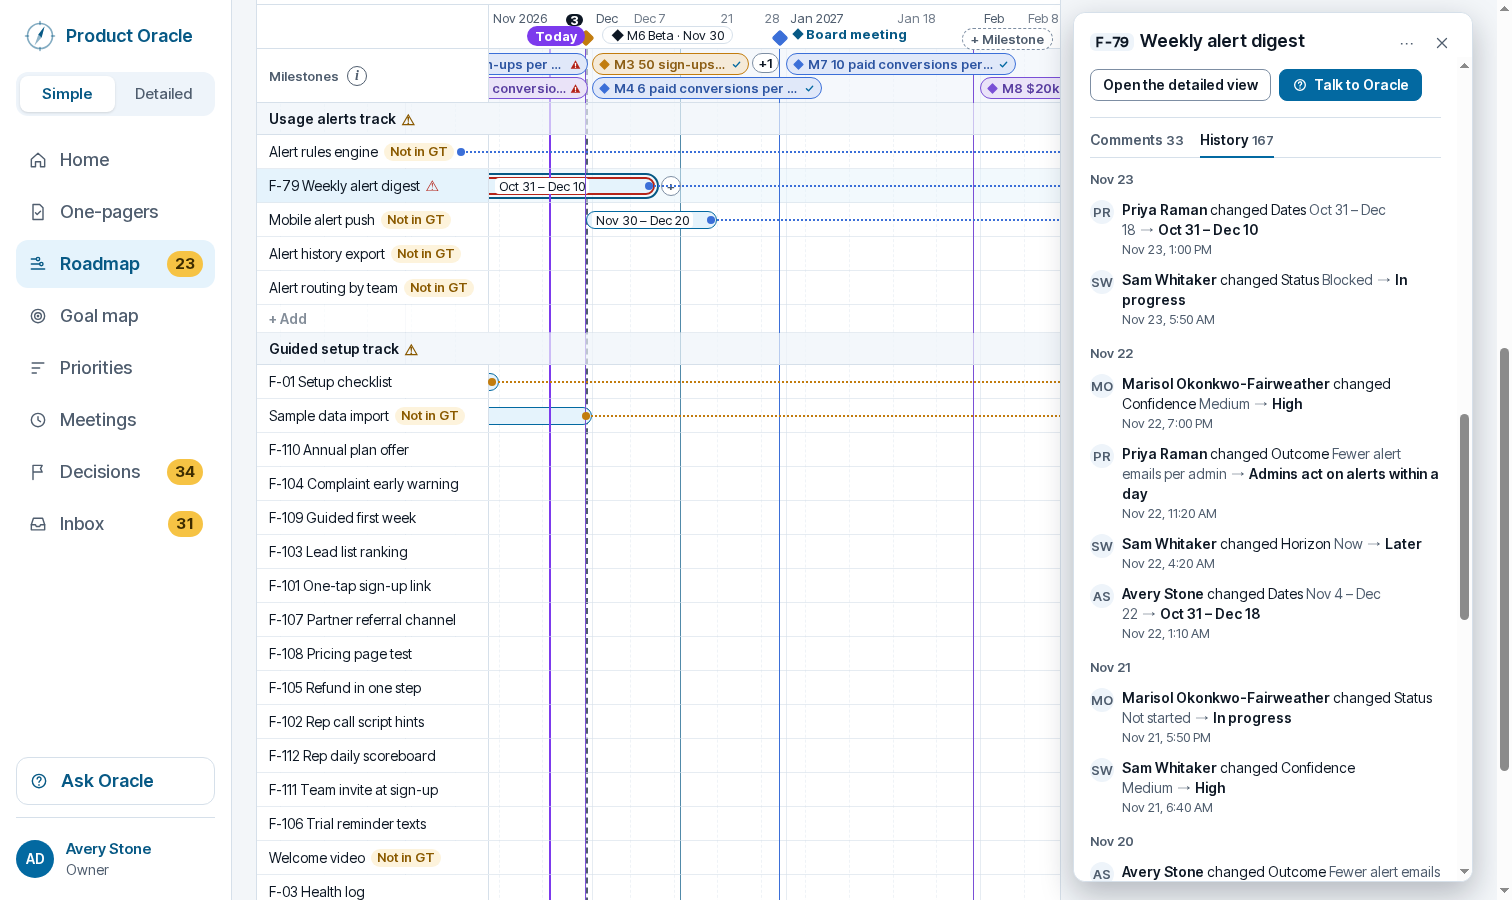 Product Oracle
Simple
Detailed
Home
One-pagers
Roadmap
23
Goal map
Priorities
Meetings
Decisions
34
Inbox
31
Ask Oracle
AD
Avery Stone
Owner
Nov 2026
3
Dec
Dec 7
21
28
Jan 2027
Jan 18
Feb
Feb 8
Today
M6 Beta · Nov 30
Board meeting
+ Milestone
Milestones
i
n-ups per ...
M3 50 sign-ups...
+1
M7 10 paid conversions per...
conversio...
M4 6 paid conversions per ...
M8 $20k
Usage alerts track
Alert rules engine
Not in GT
F-79 Weekly alert digest
Oct 31 – Dec 10
+
Mobile alert push
Not in GT
Nov 30 – Dec 20
Alert history export
Not in GT
Alert routing by team
Not in GT
+ Add
Guided setup track
F-01 Setup checklist
Sample data import
Not in GT
F-110 Annual plan offer
F-104 Complaint early warning
F-109 Guided first week
F-103 Lead list ranking
F-101 One-tap sign-up link
F-107 Partner referral channel
F-108 Pricing page test
F-105 Refund in one step
F-102 Rep call script hints
F-112 Rep daily scoreboard
F-111 Team invite at sign-up
F-106 Trial reminder texts
Welcome video
Not in GT
F-03 Health log
F-79
Weekly alert digest
...
Open the detailed view
Talk to Oracle
Comments 33
History 167
Nov 23
PR
Priya Raman changed Dates Oct 31 – Dec
18 → Oct 31 – Dec 10
Nov 23, 1:00 PM
SW
Sam Whitaker changed Status Blocked → In
progress
Nov 23, 5:50 AM
Nov 22
MO
Marisol Okonkwo-Fairweather changed
Confidence Medium → High
Nov 22, 7:00 PM
PR
Priya Raman changed Outcome Fewer alert
emails per admin → Admins act on alerts within a
day
Nov 22, 11:20 AM
SW
Sam Whitaker changed Horizon Now → Later
Nov 22, 4:20 AM
AS
Avery Stone changed Dates Nov 4 – Dec
22 → Oct 31 – Dec 18
Nov 22, 1:10 AM
Nov 21
MO
Marisol Okonkwo-Fairweather changed Status
Not started → In progress
Nov 21, 5:50 PM
SW
Sam Whitaker changed Confidence
Medium → High
Nov 21, 6:40 AM
Nov 20
AS
Avery Stone changed Outcome Fewer alert emails